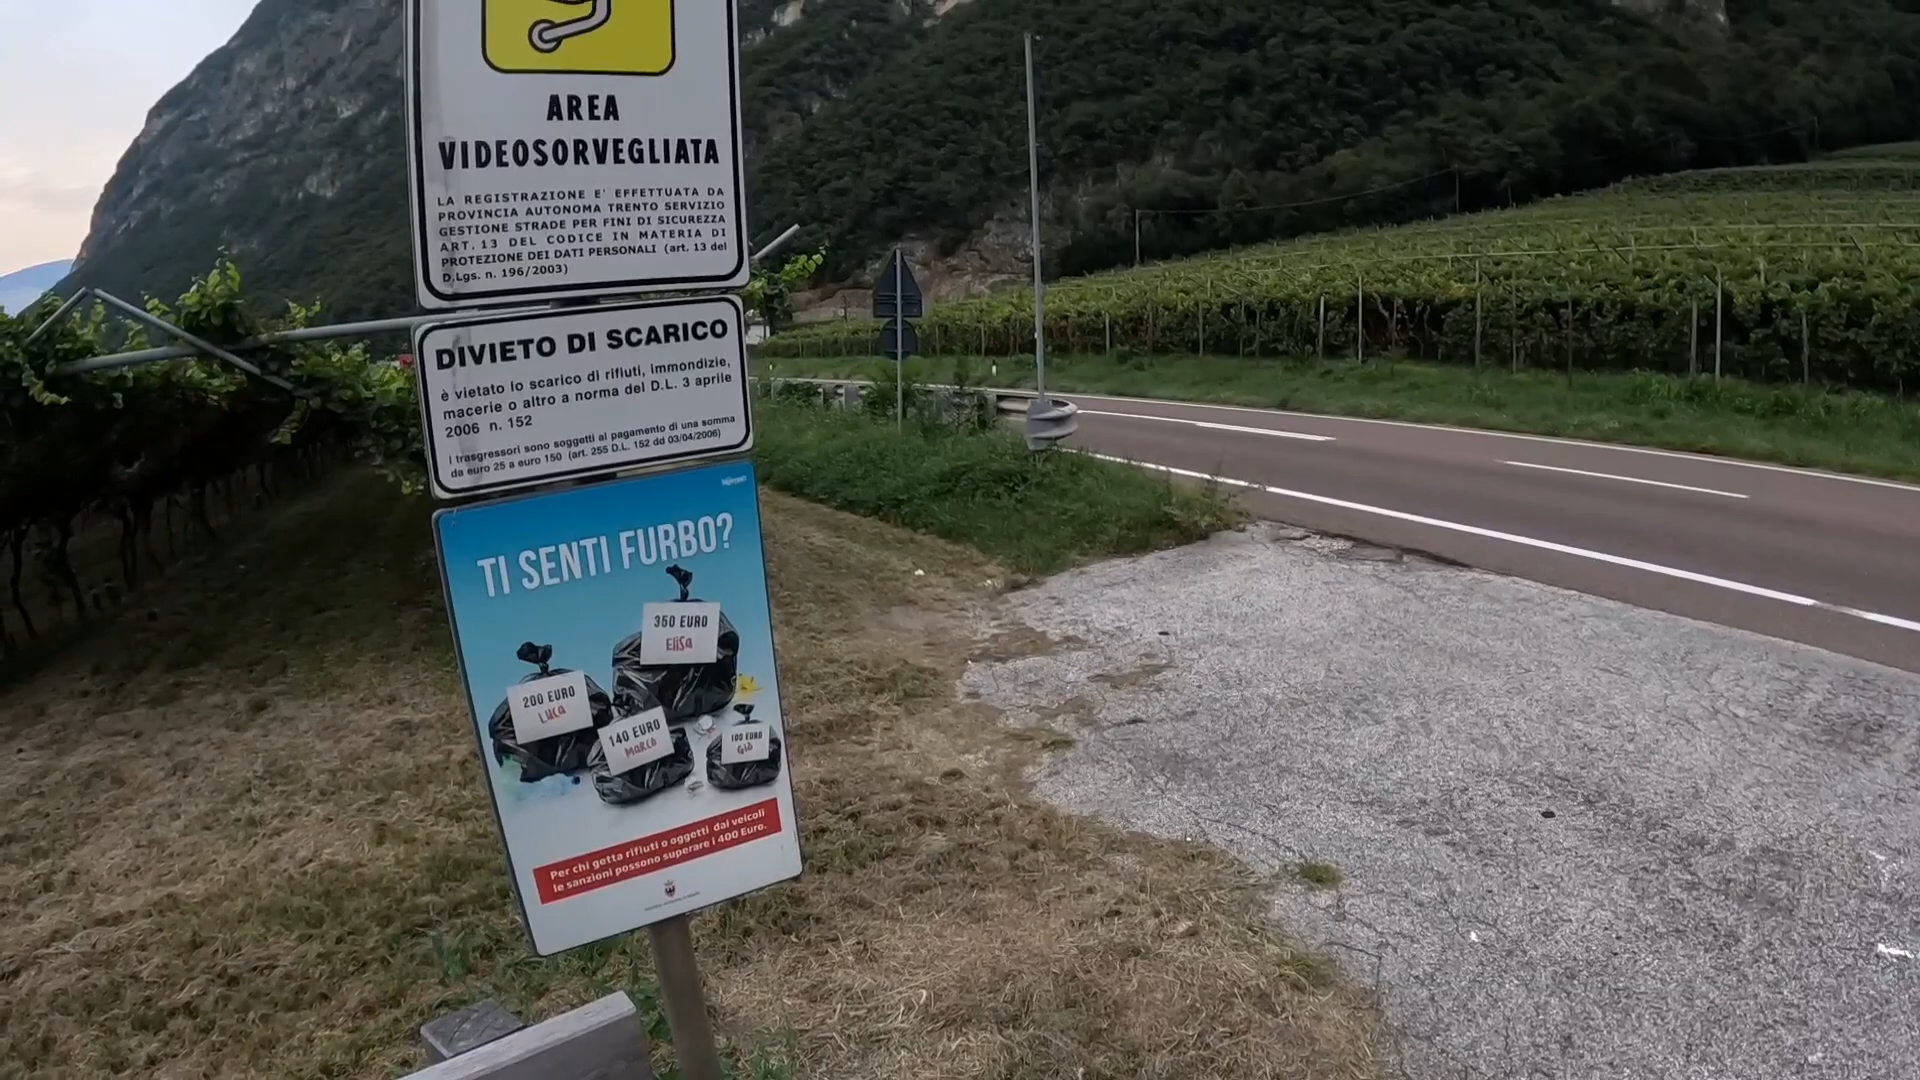 AREA
VIDEOSORVEGLIATA
LA REGISTRAZIONE E' EFFETTUATA DA
PROVINCIA AUTONOMA TRENTO SERVIZIO
GESTIONE STRADE PER FINI DI SICUREZZA
ART. 13 DEL CODICE IN MATERIA DI
PROTEZIONE DEI DATI PERSONALI (art. 13 del
D.Lgs. n. 196/2003)
DIVIETO DI SCARICO
è vietato lo scarico di rifiuti, immondizie,
macerie o altro a norma del D.L. 3 aprile
2006 n. 152
I trasgressori sono soggetti al pagamento di una somma
da euro 25 a euro 150 (art. 255 D.L. 152 dd 03/04/2006)
TI SENTI FURBO?
350 EURO
Elisa
200 EURO
Luca
140 EURO
Marco
100 EURO
Giò
Per chi getta rifiuti o oggetti dai veicoli
le sanzioni possono superare i 400 Euro.